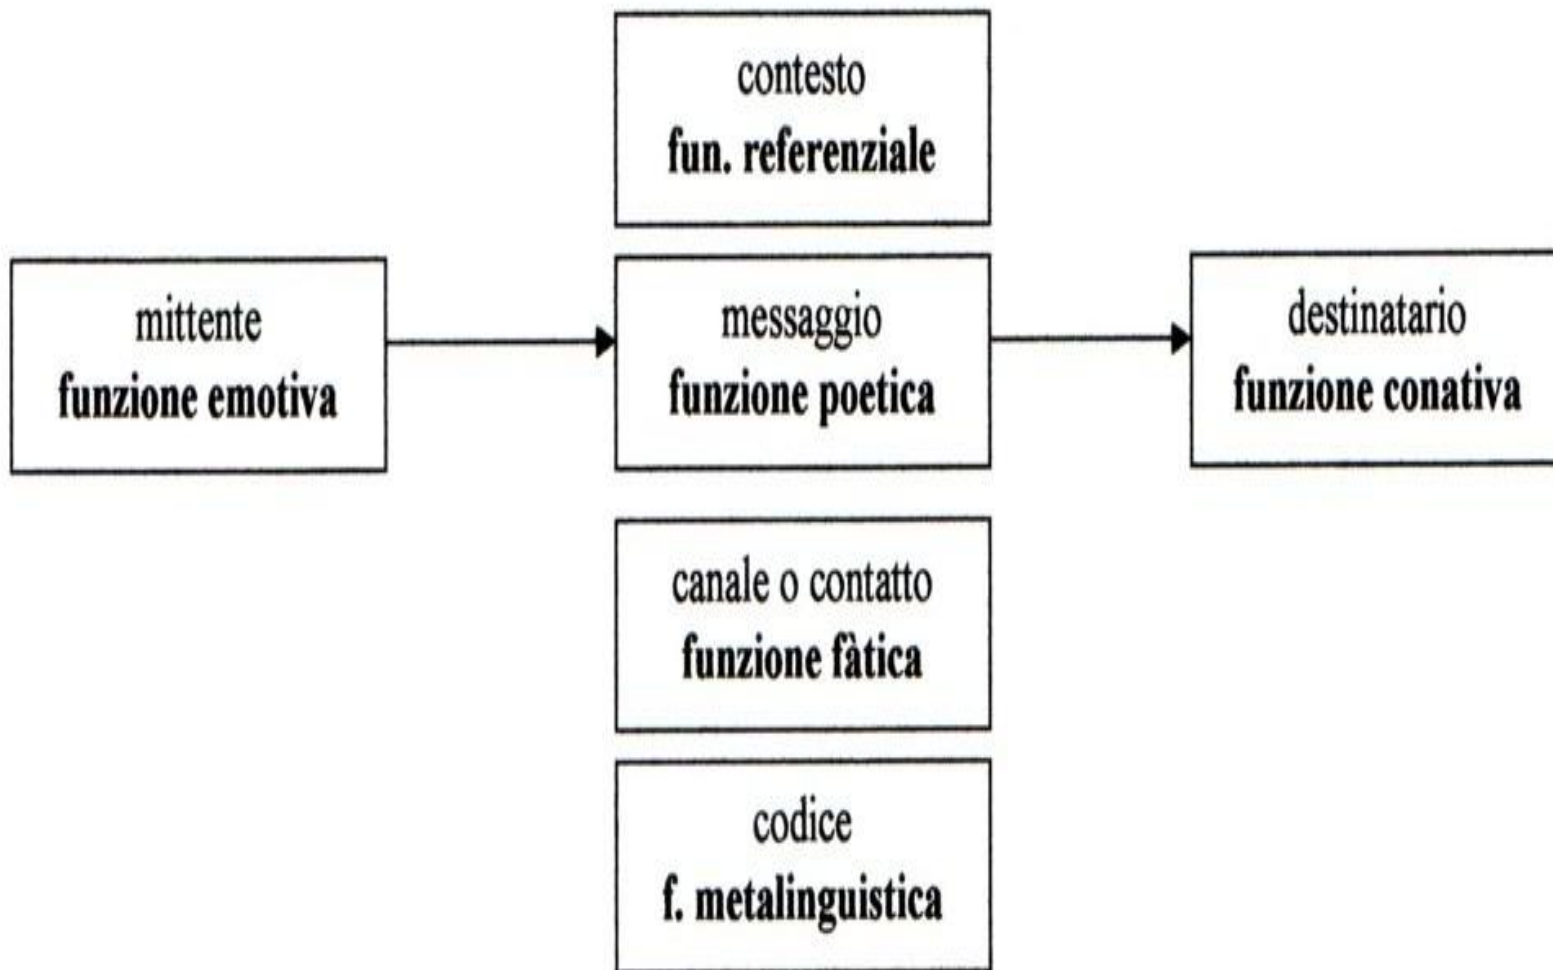 contesto
fun. referenziale
mittente
funzione emotiva
messaggio
funzione poetica
destinatario
funzione conativa
canale o contatto
funzione fàtica
codice
f. metalinguistica